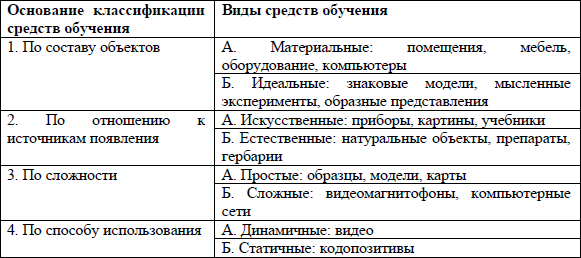 Основание классификации средств обучения
Виды средств обучения
1. По составу объектов
А. Материальные: помещения, мебель,
оборудование, компьютеры
Б. Идеальные: знаковые модели, мысленные
эксперименты, образные представления
2. По отношению к
источникам появления
А. Искусственные: приборы, картины, учебники
Б. Естественные: натуральные объекты, препараты,
гербарии
3. По сложности
А. Простые: образцы, модели, карты
Б. Сложные: видеомагнитофоны, компьютерные
сети
4. По способу использования
А. Динамичные: видео
Б. Статичные: кодопозитивы